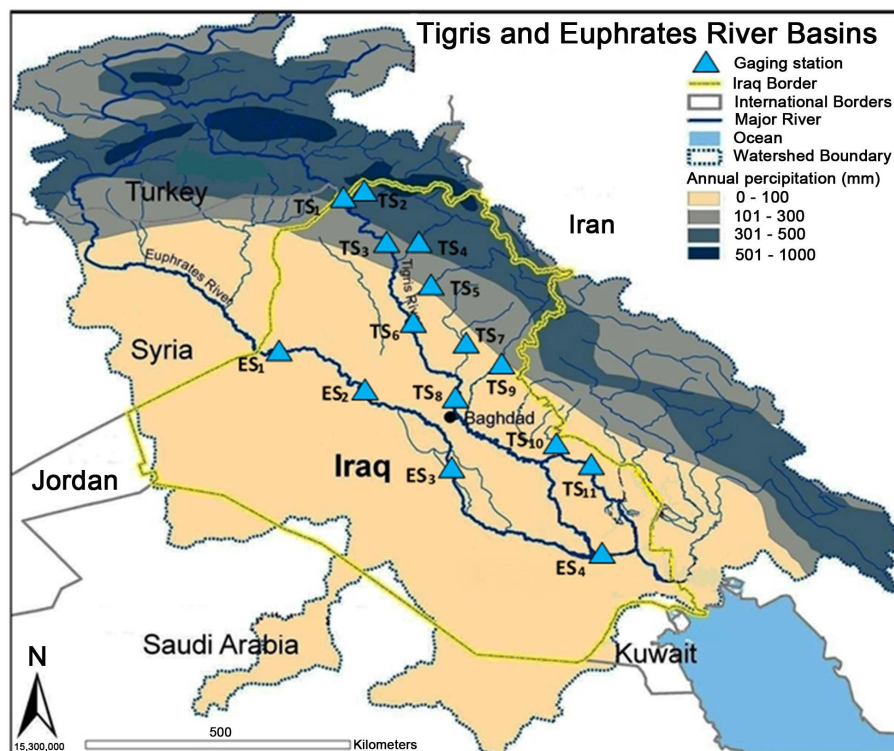 Tigris and Euphrates River Basins
Gaging station
Iraq Border
International Borders
Major River
Ocean
Watershed Boundary
Annual percipitation (mm)
0 - 100
101 - 300
301 - 500
501 - 1000
Turkey
TS1
TS2
Iran
TS3
TS4
Euphrates River
Tigris
TS5
TS6
TS7
Syria
ES1
TS9
ES2
TS8
Baghdad
TS10
Iraq
ES3
TS11
Jordan
ES4
Saudi Arabia
Kuwait
N
15,300,000
500
Kilometers